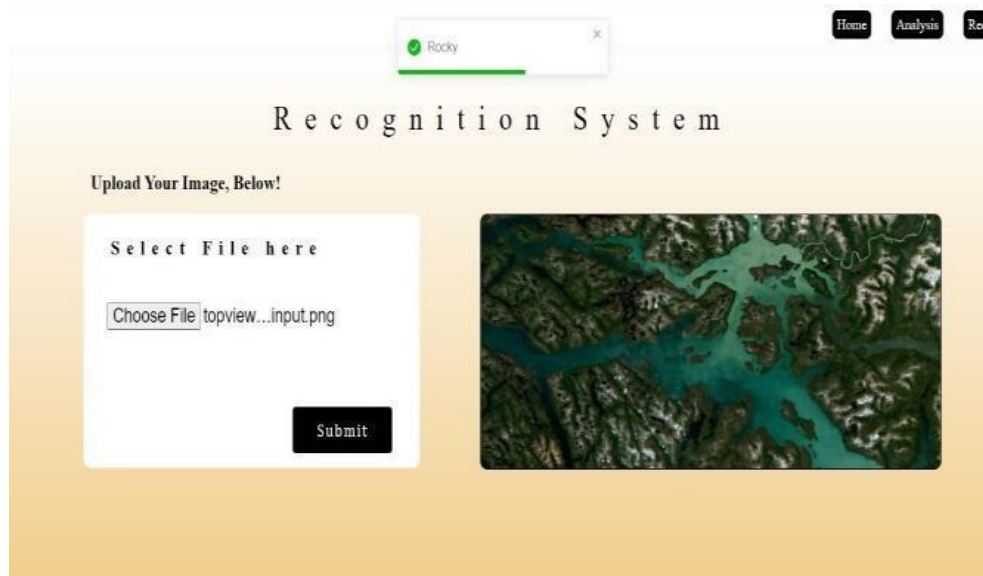 Home Analysis
Rocky
Recognition System
Upload Your Image, Below!
Select File here
Choose File topview...input.png
Submit